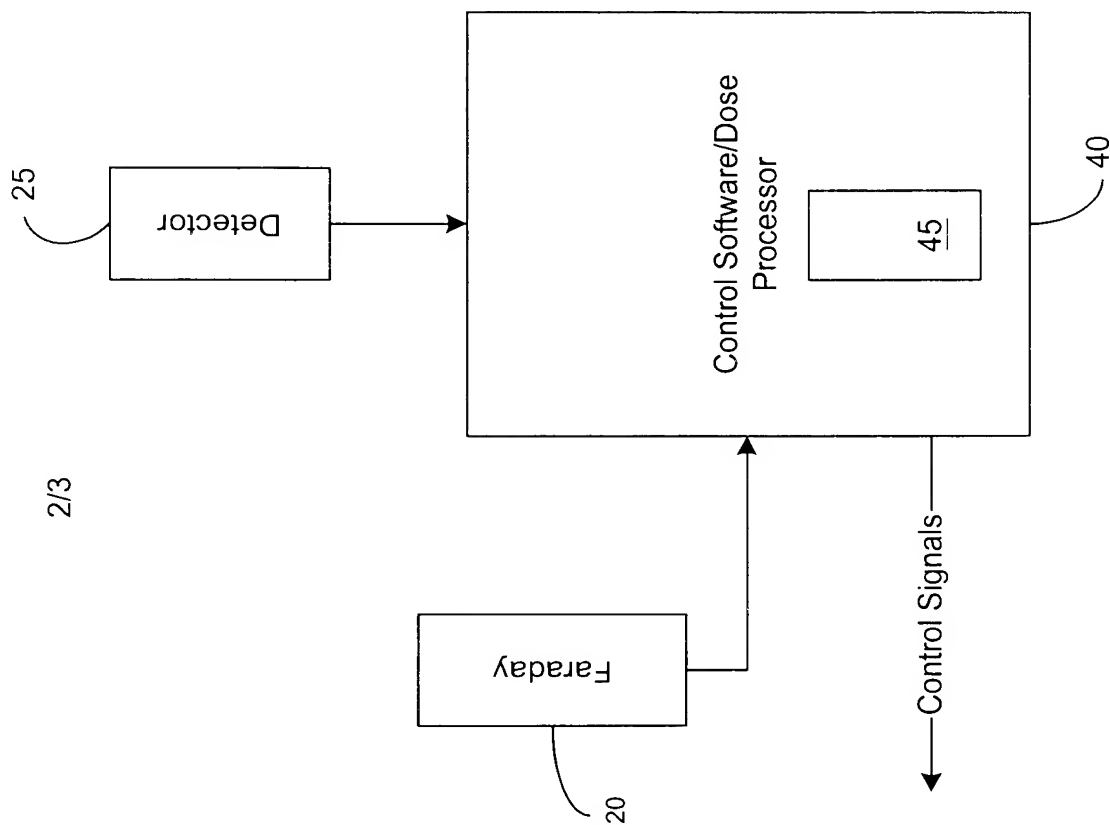 2/3
25
Detector
Control Software/Dose
Processor
45
40
Faraday
20
Control Signals